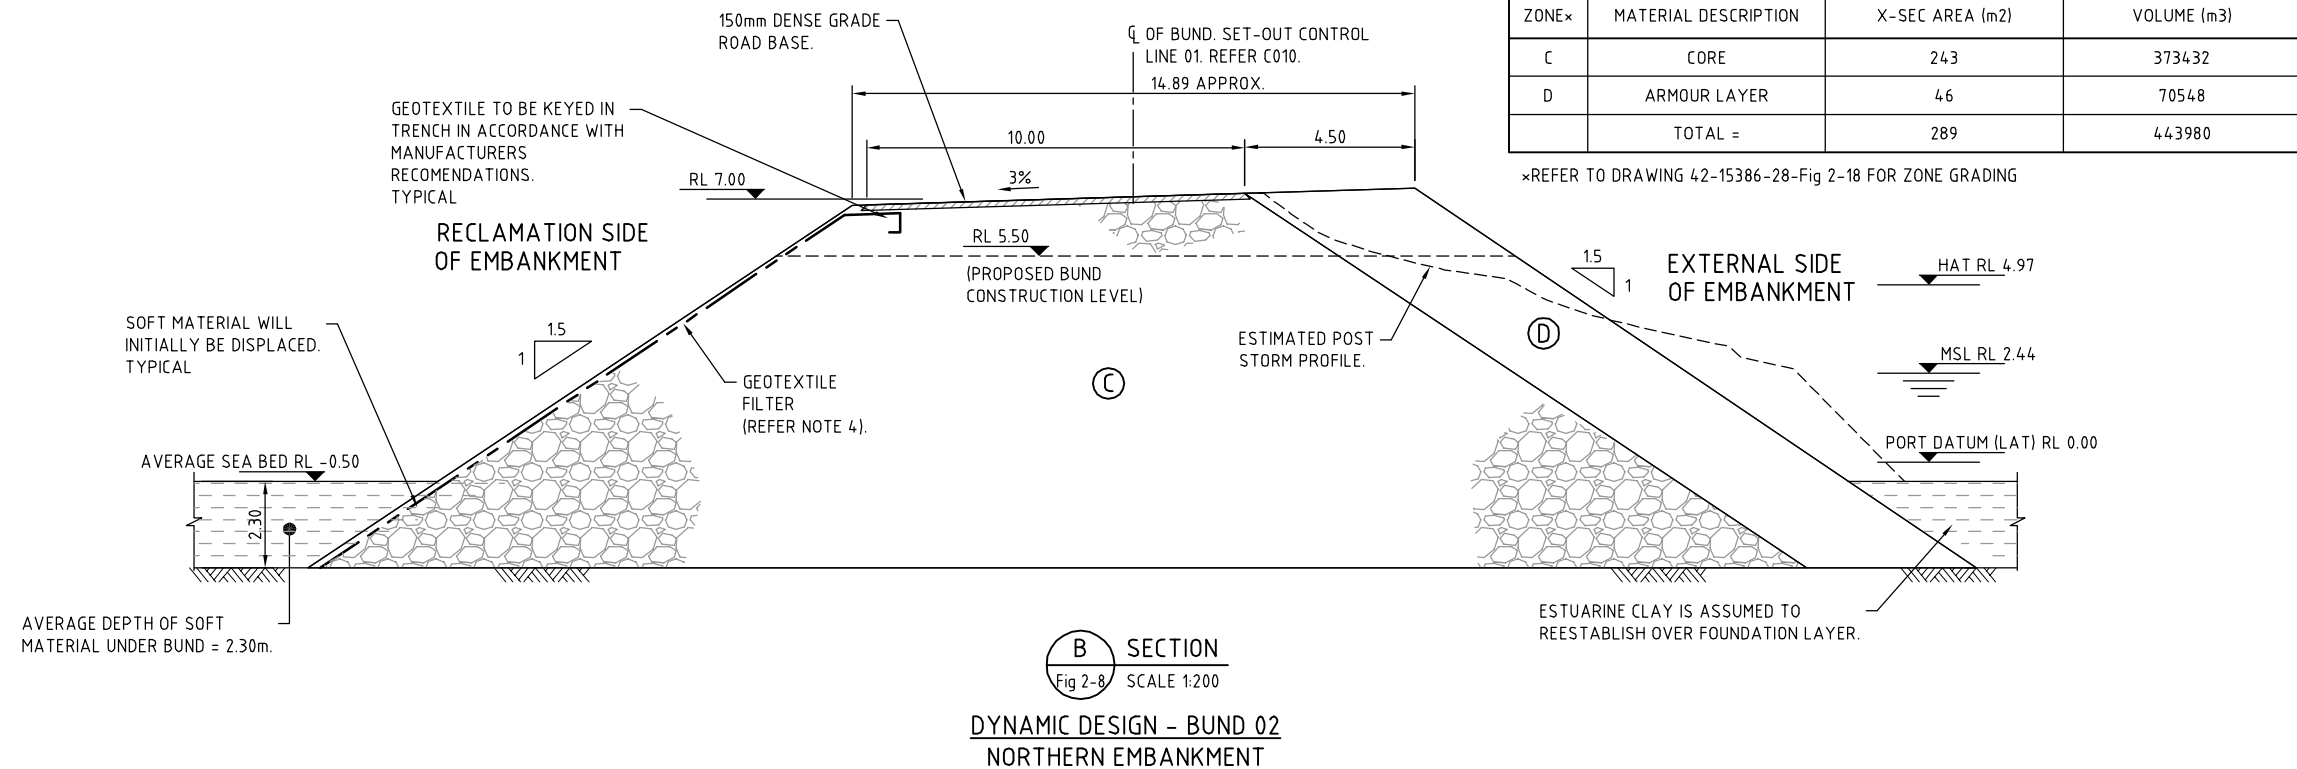 150mm DENSE GRADE
ROAD BASE.
℄ OF BUND. SET-OUT CONTROL
LINE 01. REFER C010.
14.89 APPROX.
ZONE* MATERIAL DESCRIPTION X-SEC AREA (m2) VOLUME (m3)
C CORE 243 373432
D ARMOUR LAYER 46 70548
TOTAL = 289 443980
*REFER TO DRAWING 42-15386-28-Fig 2-18 FOR ZONE GRADING
GEOTEXTILE TO BE KEYED IN
TRENCH IN ACCORDANCE WITH
MANUFACTURERS
RECOMENDATIONS.
TYPICAL
10.00
4.50
RL 7.00
3%
RECLAMATION SIDE
OF EMBANKMENT
RL 5.50
(PROPOSED BUND
CONSTRUCTION LEVEL)
1.5
1
EXTERNAL SIDE
OF EMBANKMENT
HAT RL 4.97
SOFT MATERIAL WILL
INITIALLY BE DISPLACED.
TYPICAL
1.5
1
ESTIMATED POST
STORM PROFILE.
D
MSL RL 2.44
GEOTEXTILE
FILTER
(REFER NOTE 4).
C
PORT DATUM (LAT) RL 0.00
AVERAGE SEA BED RL -0.50
2.30
AVERAGE DEPTH OF SOFT
MATERIAL UNDER BUND = 2.30m.
ESTUARINE CLAY IS ASSUMED TO
REESTABLISH OVER FOUNDATION LAYER.
B SECTION
Fig 2-8 SCALE 1:200
DYNAMIC DESIGN - BUND 02
NORTHERN EMBANKMENT